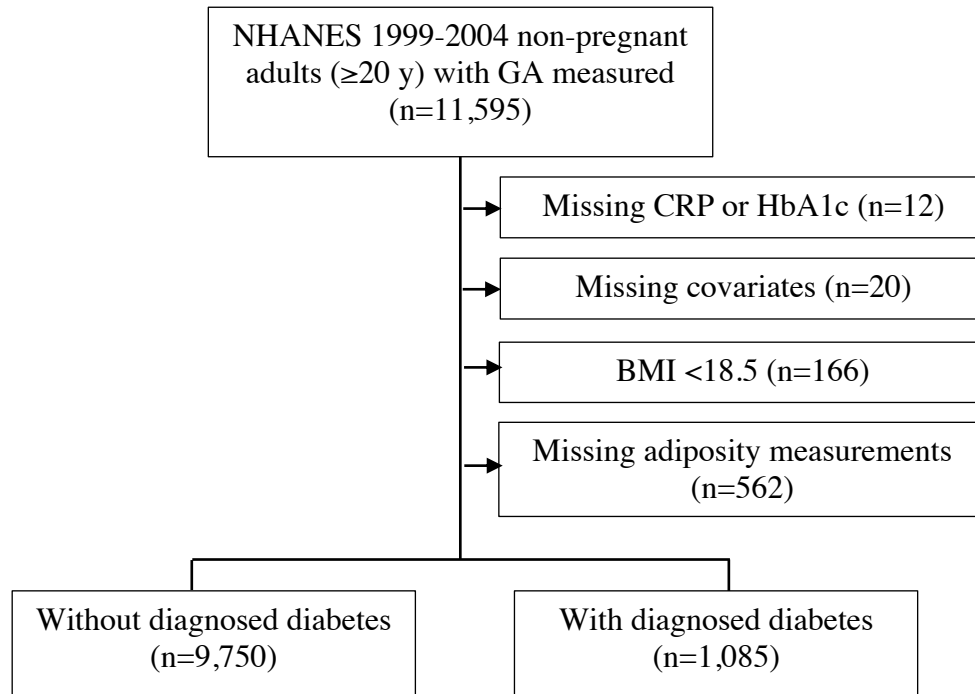 NHANES 1999-2004 non-pregnant
adults (≥20 y) with GA measured
(n=11,595)
Missing CRP or HbA1c (n=12)
Missing covariates (n=20)
BMI <18.5 (n=166)
Missing adiposity measurements
(n=562)
Without diagnosed diabetes
(n=9,750)
With diagnosed diabetes
(n=1,085)